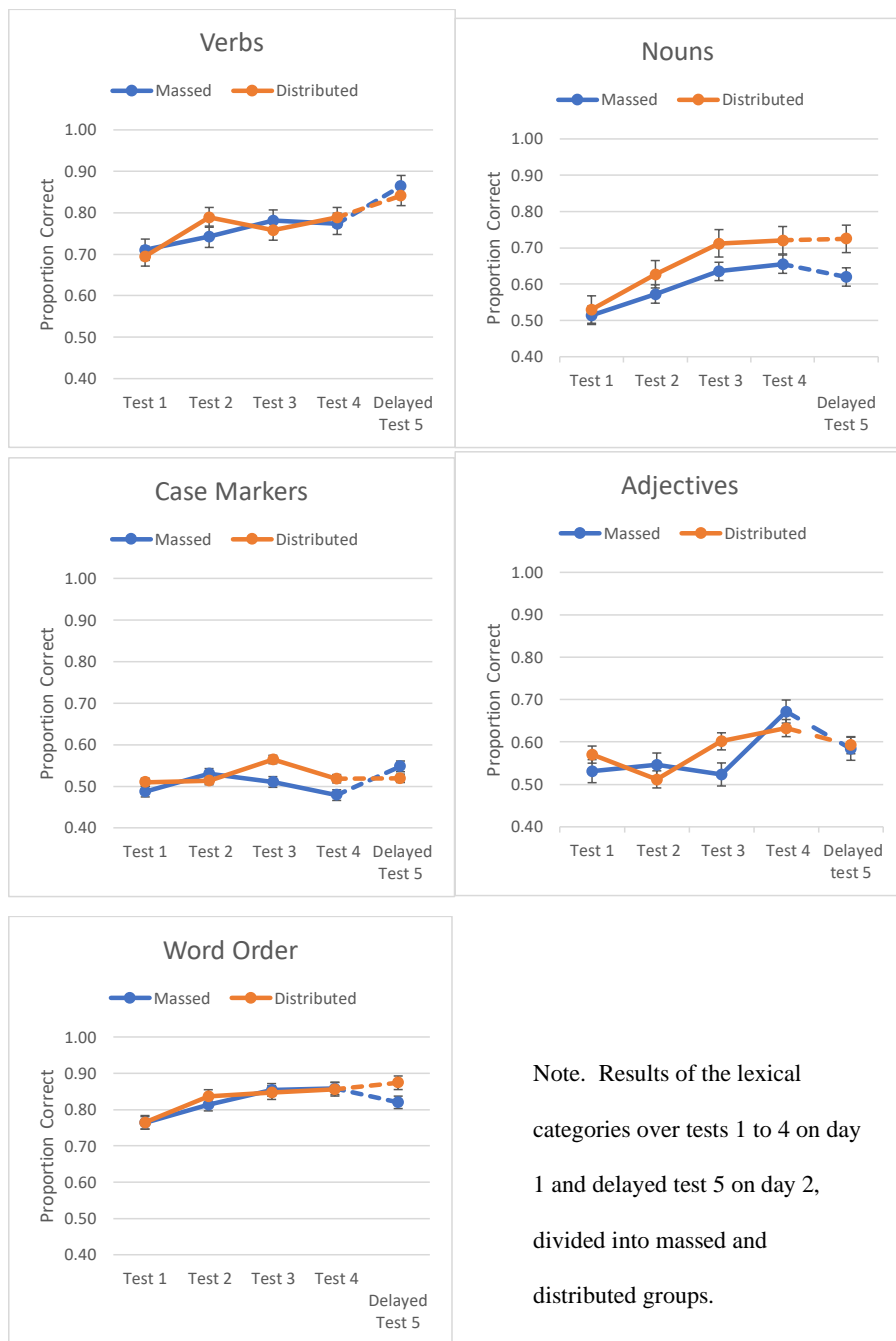 Verbs
Massed Distributed
1.00
0.90
0.80
0.70
0.60
0.50
0.40
Proportion Correct
Test 1 Test 2 Test 3 Test 4 Delayed
Test 5
Nouns
Massed Distributed
1.00
0.90
0.80
0.70
0.60
0.50
0.40
Proportion Correct
Test 1 Test 2 Test 3 Test 4
Delayed
Test 5
Case Markers
Massed Distributed
1.00
0.90
0.80
0.70
0.60
0.50
0.40
Proportion Correct
Test 1 Test 2 Test 3 Test 4 Delayed
Test 5
Adjectives
Massed Distributed
1.00
0.90
0.80
0.70
0.60
0.50
0.40
Proportion Correct
Test 1 Test 2 Test 3 Test 4 Delayed
test 5
Word Order
Massed Distributed
1.00
0.90
0.80
0.70
0.60
0.50
0.40
Proportion Correct
Test 1 Test 2 Test 3 Test 4
Delayed
Test 5
Note. Results of the lexical
categories over tests 1 to 4 on day
1 and delayed test 5 on day 2,
divided into massed and
distributed groups.